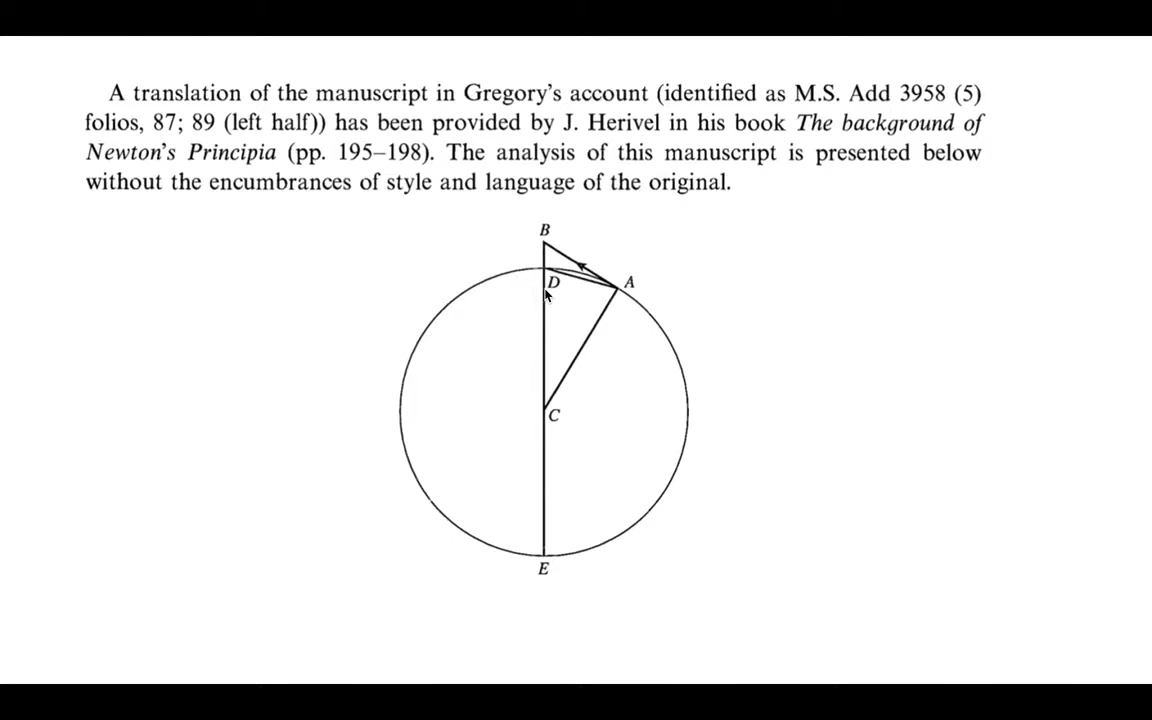 A translation of the manuscript in Gregory's account (identified as M.S. Add 3958 (5)
folios, 87; 89 (left half)) has been provided by J. Herivel in his book The background of
Newton's Principia (pp. 195–198). The analysis of this manuscript is presented below
without the encumbrances of style and language of the original.
B
D
A
C
E